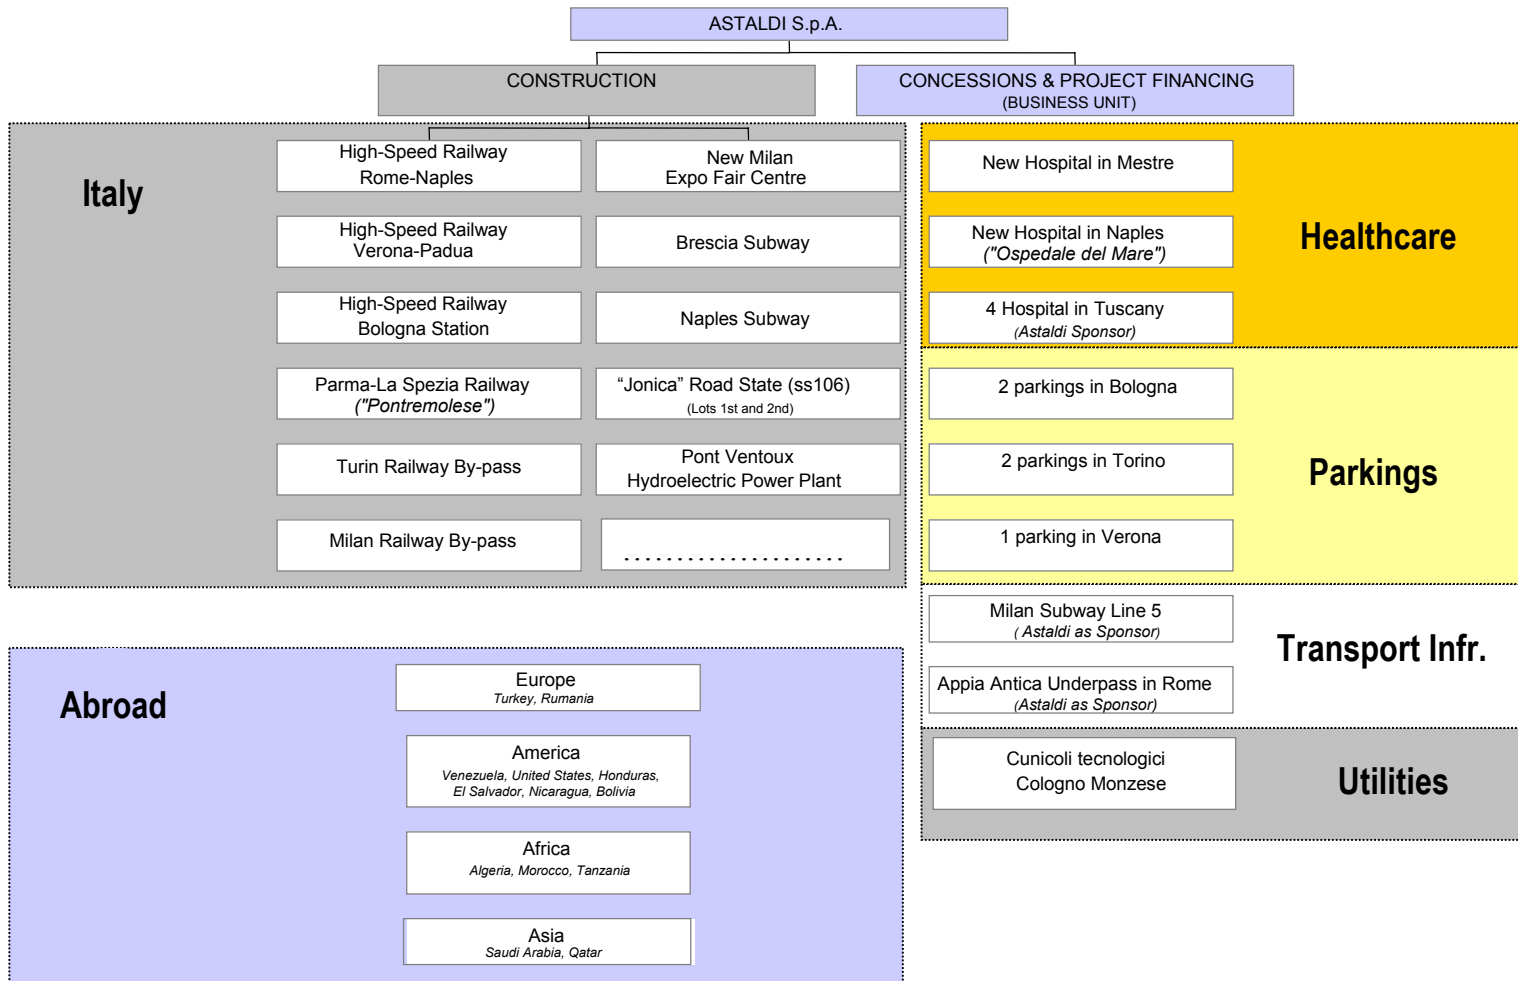 ASTALDI S.p.A.
CONSTRUCTION
CONCESSIONS & PROJECT FINANCING
(BUSINESS UNIT)
Italy
High-Speed Railway
Rome-Naples
New Milan
Expo Fair Centre
High-Speed Railway
Verona-Padua
Brescia Subway
High-Speed Railway
Bologna Station
Naples Subway
Parma-La Spezia Railway
("Pontremolese")
“Jonica” Road State (ss106)
(Lots 1st and 2nd)
Turin Railway By-pass
Pont Ventoux
Hydroelectric Power Plant
Milan Railway By-pass
. . . . . . . . . . . . . . . . . . . . .
New Hospital in Mestre
New Hospital in Naples
("Ospedale del Mare")
4 Hospital in Tuscany
(Astaldi Sponsor)
Healthcare
2 parkings in Bologna
2 parkings in Torino
1 parking in Verona
Parkings
Milan Subway Line 5
( Astaldi as Sponsor)
Appia Antica Underpass in Rome
(Astaldi as Sponsor)
Transport Infr.
Cunicoli tecnologici
Cologno Monzese
Utilities
Abroad
Europe
Turkey, Rumania
America
Venezuela, United States, Honduras,
El Salvador, Nicaragua, Bolivia
Africa
Algeria, Morocco, Tanzania
Asia
Saudi Arabia, Qatar